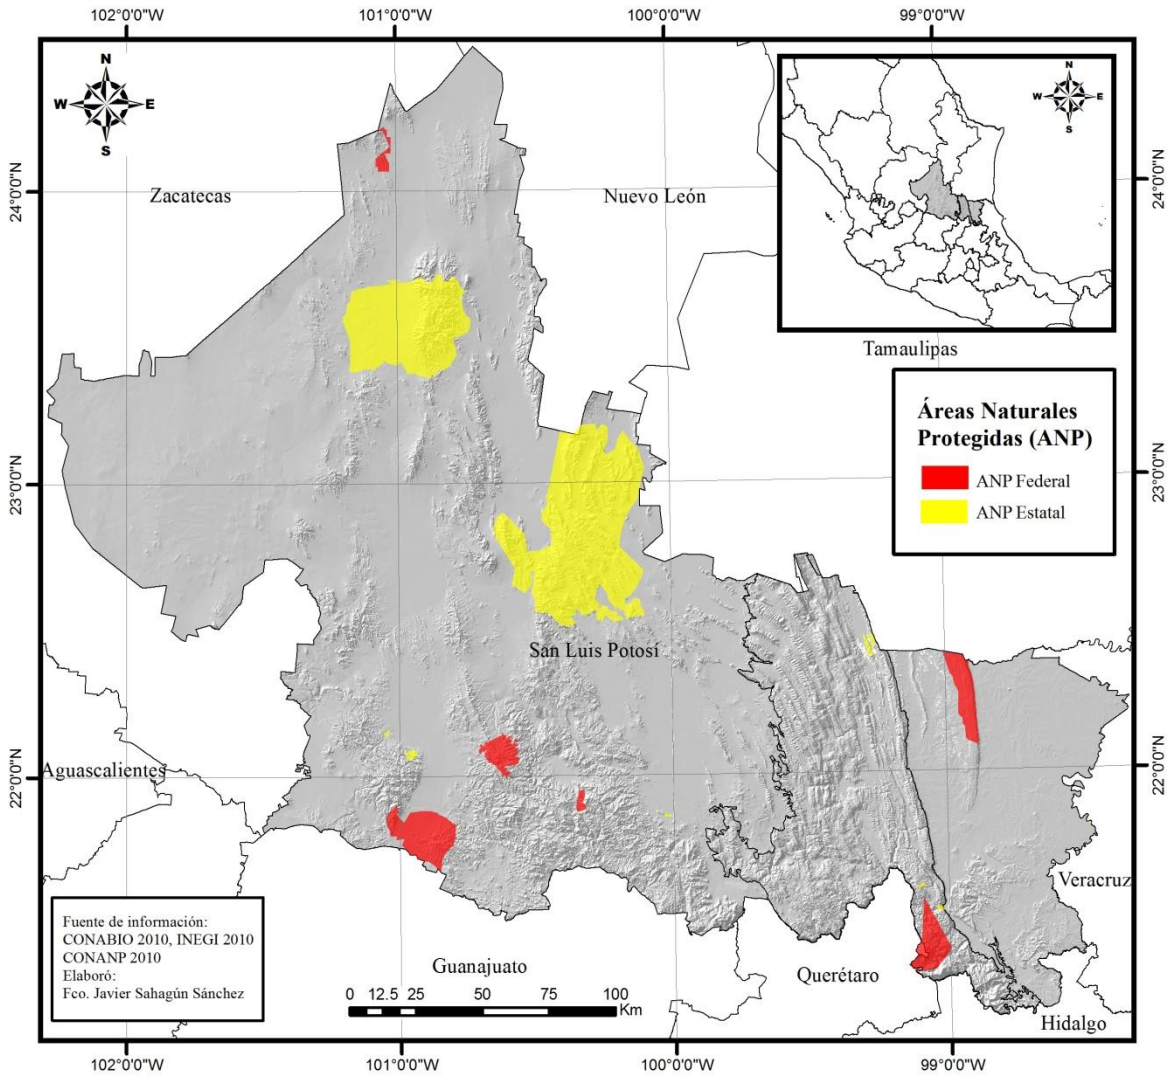 102°0'0"W
101°0'0"W
100°0'0"W
99°0'0"W
N
W
E
S
N
W
E
S
24°0'0"N
24°0'0"N
Zacatecas
Nuevo León
Tamaulipas
Áreas Naturales
Protegidas (ANP)
ANP Federal
ANP Estatal
23°0'0"N
23°0'0"N
San Luis Potosí
Aguascalientes
22°0'0"N
22°0'0"N
Veracruz
Fuente de información:
CONABIO 2010, INEGI 2010
CONANP 2010
Elaboró:
Fco. Javier Sahagún Sánchez
Guanajuato
Querétaro
Hidalgo
0 12.5 25 50 75 100
Km
102°0'0"W
101°0'0"W
100°0'0"W
99°0'0"W